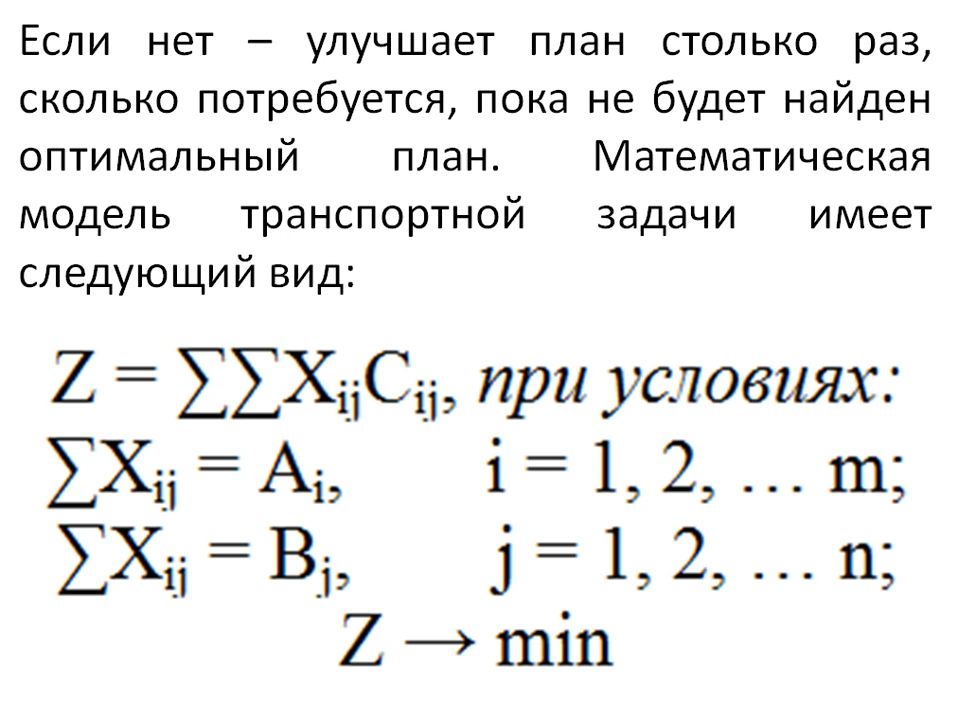 Если нет – улучшает план столько раз,
сколько потребуется, пока не будет найден
оптимальный план. Математическая
модель транспортной задачи имеет
следующий вид:
Z = ∑∑XijCij, при условиях:
∑Xij = Ai, i = 1, 2, … m;
∑Xij = Bj, j = 1, 2, … n;
Z → min